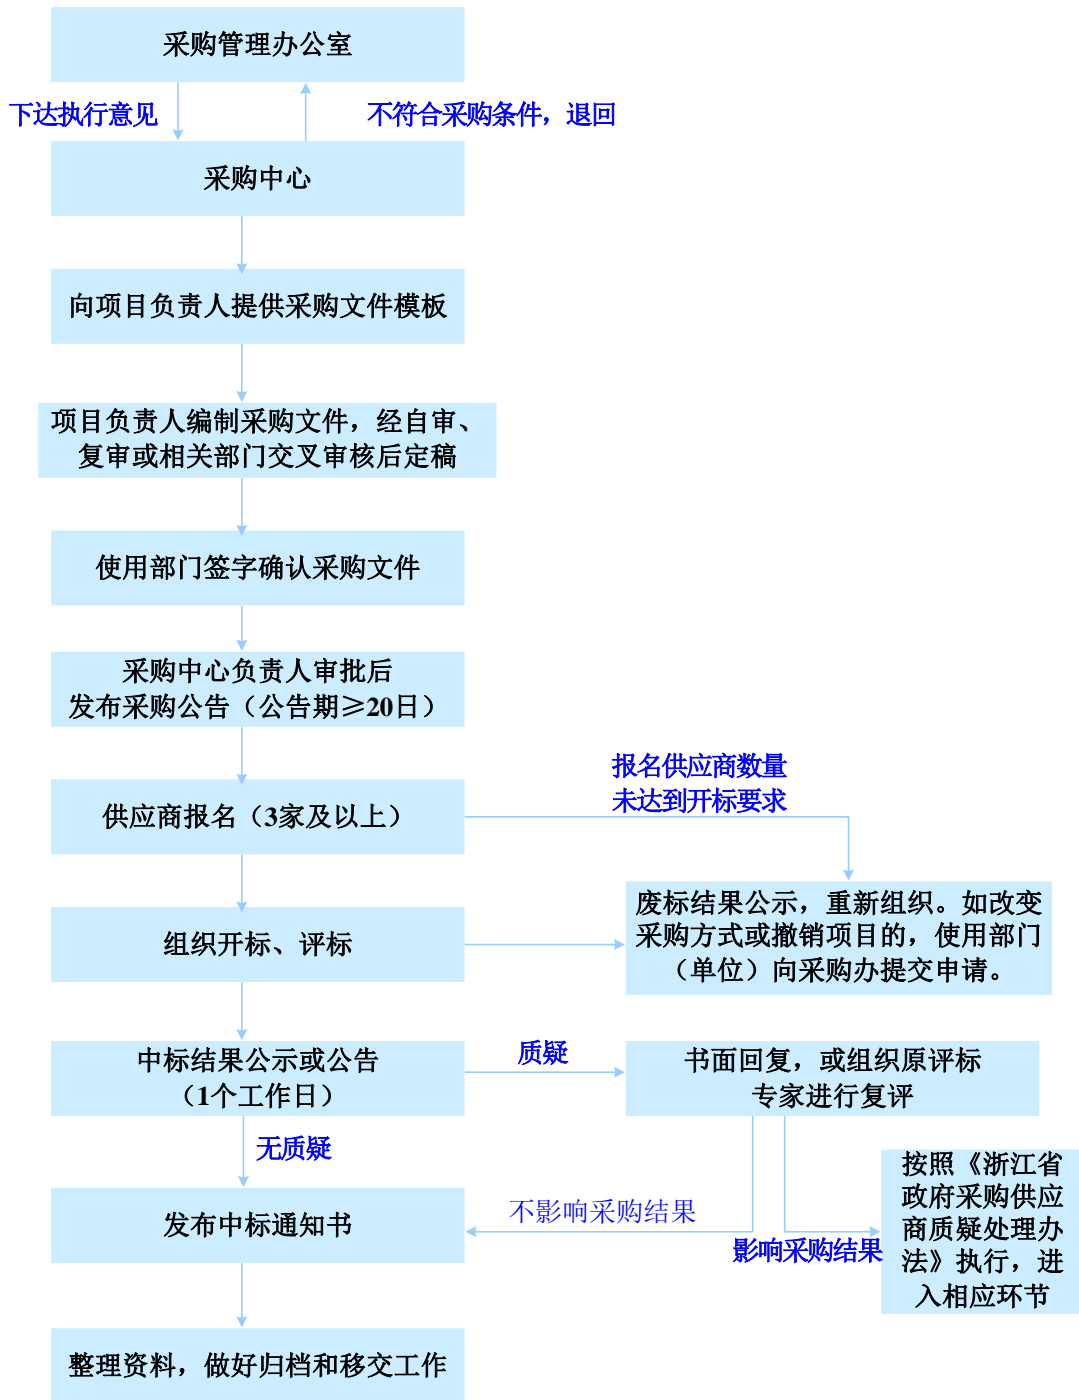 采购管理办公室
下达执行意见
不符合采购条件，退回
采购中心
向项目负责人提供采购文件模板
项目负责人编制采购文件，经自审、
复审或相关部门交叉审核后定稿
使用部门签字确认采购文件
采购中心负责人审批后
发布采购公告（公告期≥20日）
报名供应商数量
未达到开标要求
供应商报名（3家及以上）
废标结果公示，重新组织。如改变
采购方式或撤销项目的，使用部门
（单位）向采购办提交申请。
组织开标、评标
中标结果公示或公告
（1个工作日）
质疑
书面回复，或组织原评标
专家进行复评
无质疑
按照《浙江省
政府采购供应
商质疑处理办
法》执行，进
入相应环节
不影响采购结果
影响采购结果
发布中标通知书
整理资料，做好归档和移交工作